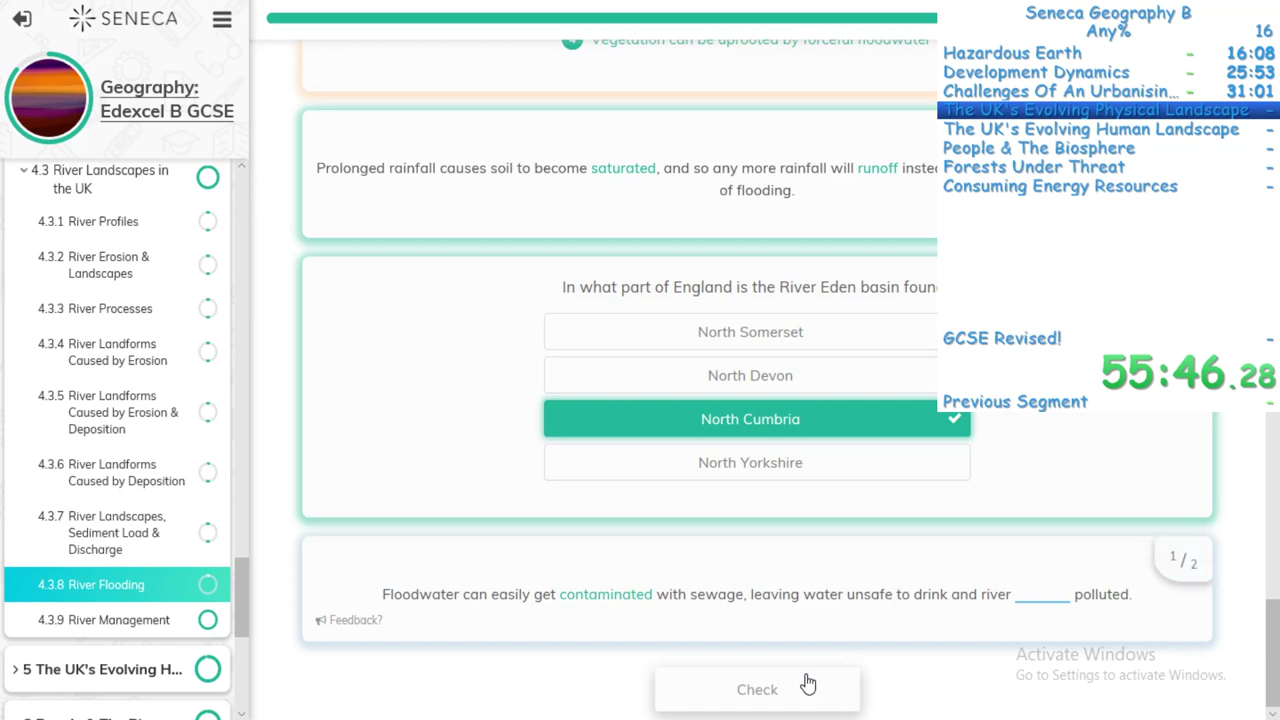 SENECA
Geography:
Edexcel B GCSE
4.3 River Landscapes in
the UK
4.3.1 River Profiles
4.3.2 River Erosion &
Landscapes
4.3.3 River Processes
4.3.4 River Landforms
Caused by Erosion
4.3.5 River Landforms
Caused by Erosion &
Deposition
4.3.6 River Landforms
Caused by Deposition
4.3.7 River Landscapes,
Sediment Load &
Discharge
4.3.8 River Flooding
4.3.9 River Management
5 The UK's Evolving H...
Vegetation can be uprooted by forceful floodwater
Prolonged rainfall causes soil to become saturated, and so any more rainfall will runoff
of flooding.
In what part of England is the River Eden basin
North Somerset
North Devon
North Cumbria
North Yorkshire
1 / 2
Floodwater can easily get contaminated with sewage, leaving water unsafe to drink and river ______ polluted.
Feedback?
Check
Seneca Geography B
Any% 16
Hazardous Earth - 16:08
Development Dynamics - 25:53
Challenges Of An Urbanisin... - 31:01
The UK's Evolving Physical Landscape -
The UK's Evolving Human Landscape -
People & The Biosphere -
Forests Under Threat -
Consuming Energy Resources -
GCSE Revised! -
55:46.28
Previous Segment -
Activate Windows
Go to Settings to activate Windows.